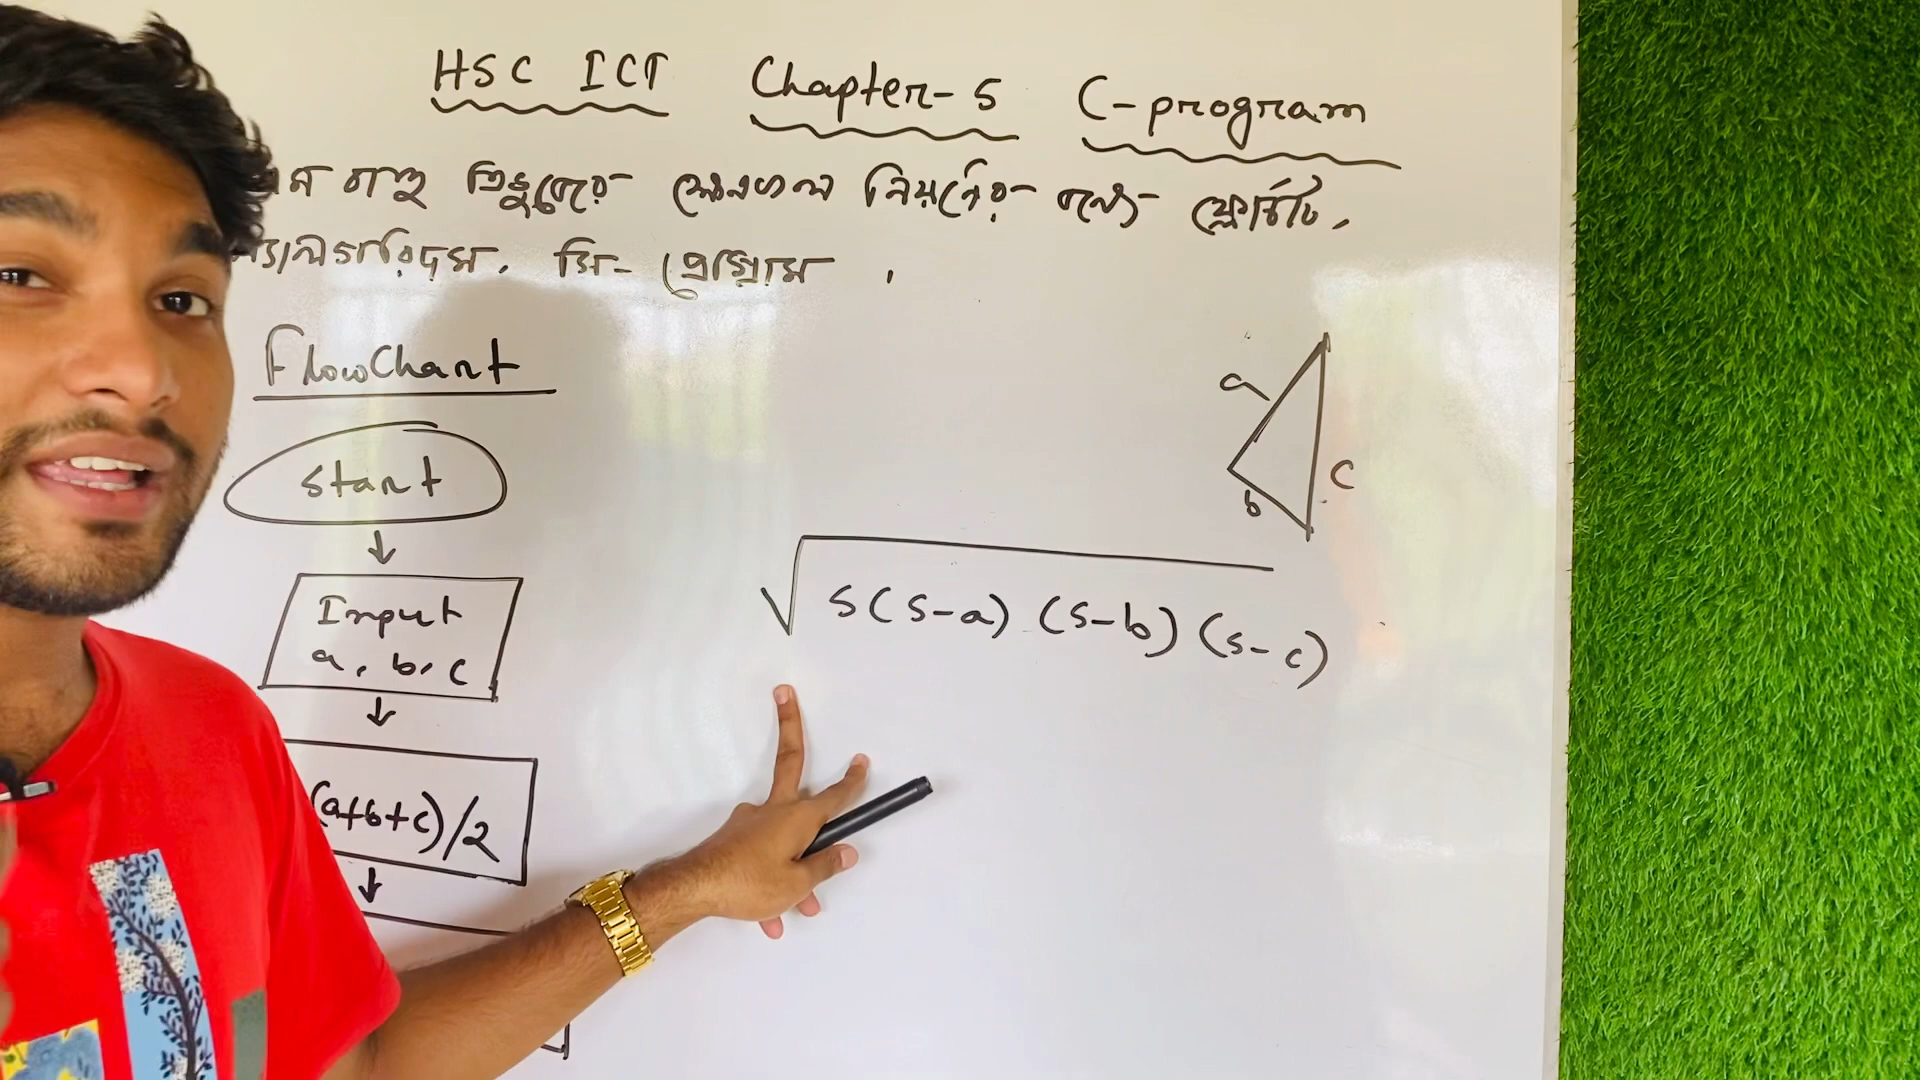 HSC ICT Chapter-5 C-program
বাহু ত্রিভুজের ক্ষেত্রফল নির্ণয়ের জন্য ফ্লোচার্ট,
অ্যালগরিদম. সি- প্রোগ্রাম .
FlowChart
start
Input
a, b, c
(a+b+c)/2
a
b
c
√s(s-a) (s-b) (s-c)